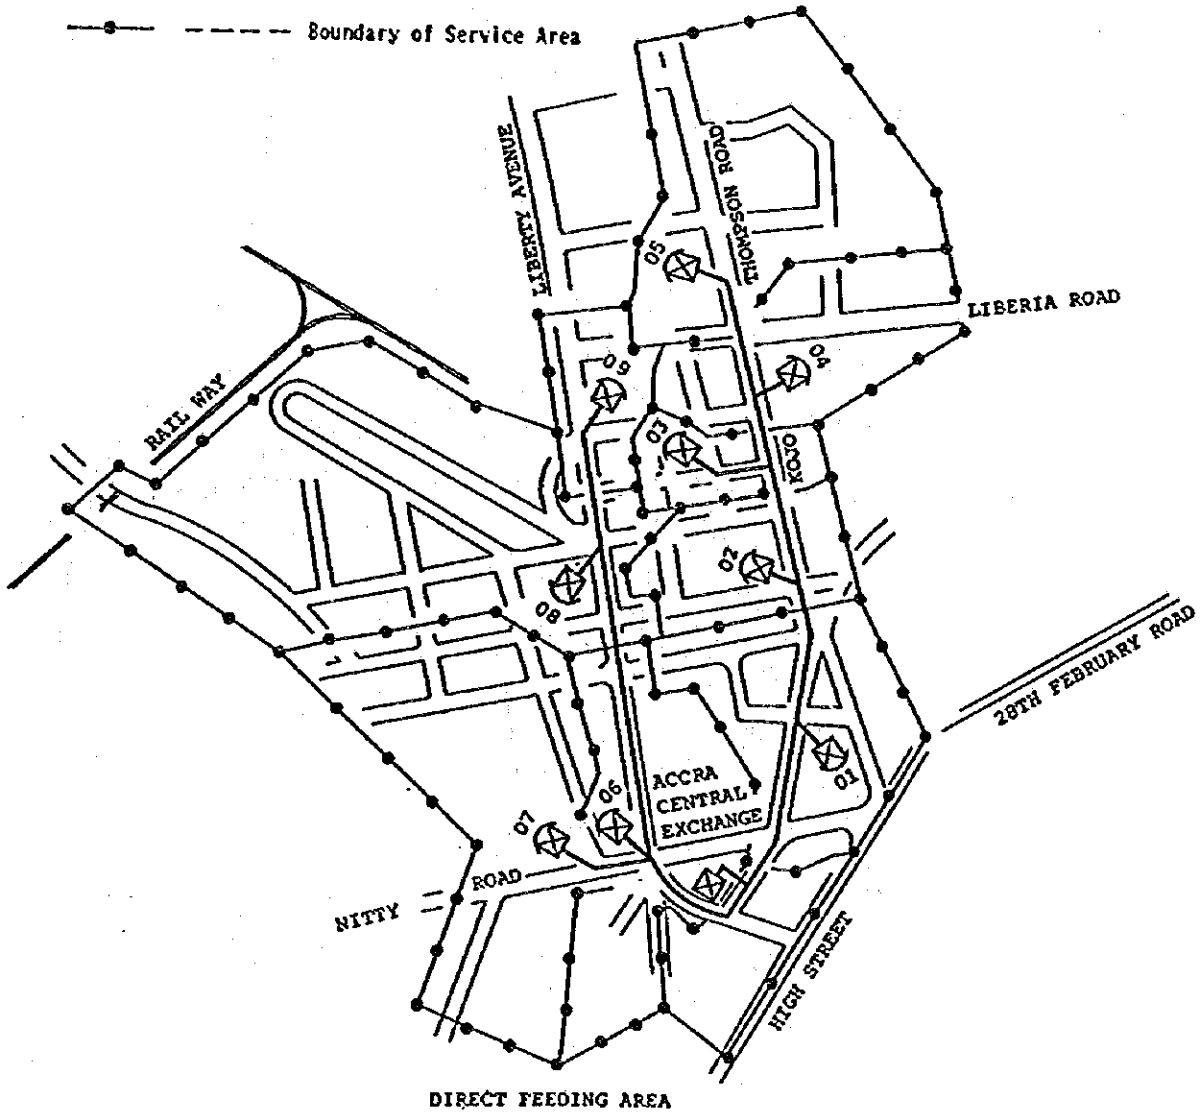 Boundary of Service Area
LIBERTY AVENUE
THOMPSON ROAD
05
LIBERIA ROAD
09
04
RAIL WAY
03
KOJO
02
08
28TH FEBRUARY ROAD
01
ACCRA
CENTRAL
EXCHANGE
06
07
ROAD
NITTY
HIGH STREET
DIRECT FEEDING AREA